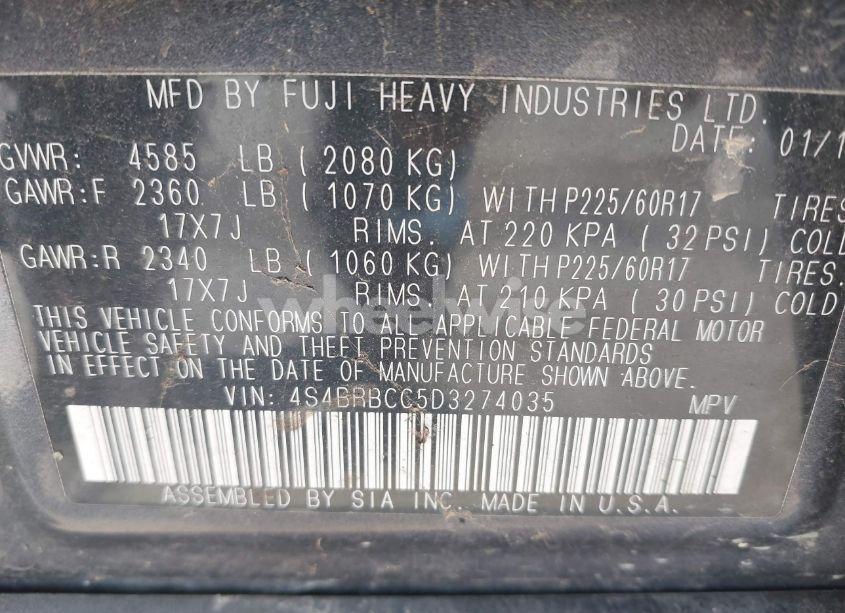 MFD BY FUJI HEAVY INDUSTRIES LTD.
DATE: 01/1
GVWR: 4585 LB ( 2080 KG)
GAWR:F 2360 LB ( 1070 KG) WITH P225/60R17 TIRES
17X7J RIMS. AT 220 KPA ( 32 PSI) COLD
GAWR:R 2340 LB ( 1060 KG) WITH P225/60R17 TIRES.
17X7J RIMS AT 210 KPA ( 30 PSI) COLD
wheelwise
THIS VEHICLE CONFORMS TO ALL APPLICABLE FEDERAL MOTOR
VEHICLE SAFETY AND THEFT PREVENTION STANDARDS
IN EFFECT ON THE DATE OF MANUFACTURE SHOWN ABOVE.
VIN: 4S4BRBCC5D3274035 MPV
ASSEMBLED BY SIA INC. MADE IN U.S.A.